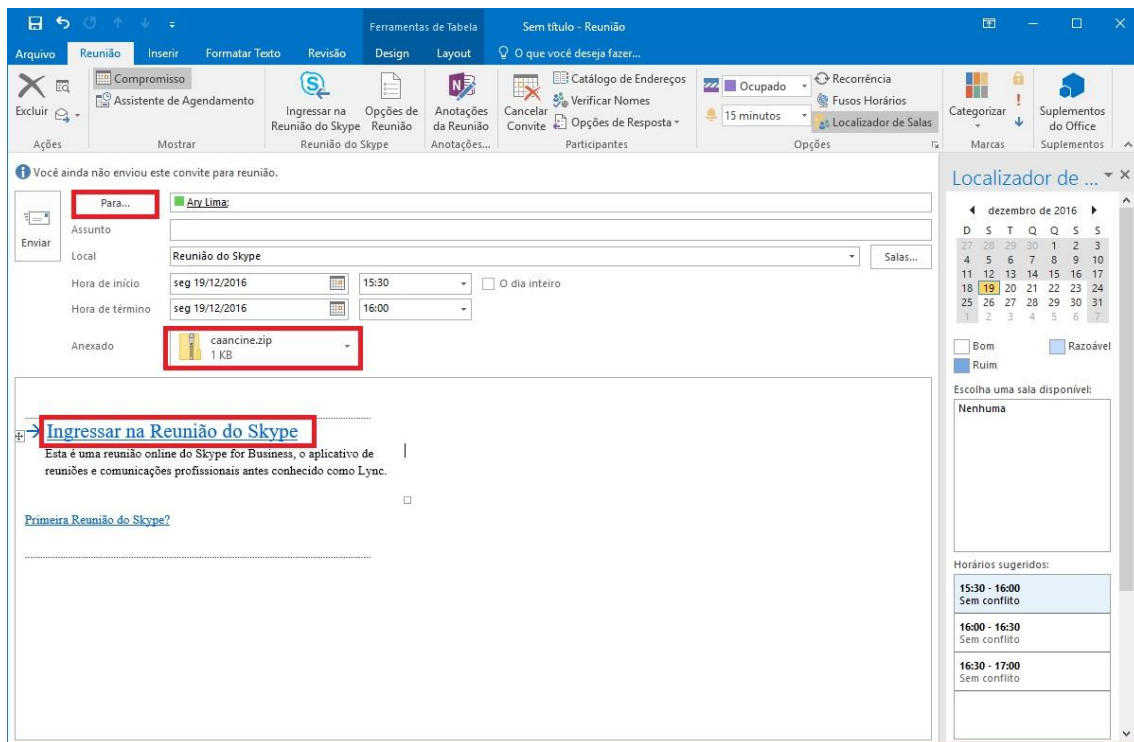 Ferramentas de Tabela
Sem título - Reunião
Arquivo Reunião Inserir Formatar Texto Revisão Design Layout O que você deseja fazer...
Excluir
Ações
Compromisso
Assistente de Agendamento
Mostrar
Ingressar na Reunião do Skype
Opções de Reunião
Reunião do Skype
Anotações da Reunião
Anotações...
Cancelar Convite
Catálogo de Endereços
Verificar Nomes
Opções de Resposta
Participantes
Ocupado
15 minutos
Recorrência
Fusos Horários
Localizador de Salas
Opções
Categorizar
Marcas
Suplementos do Office
Suplementos
Você ainda não enviou este convite para reunião.
Enviar
Para... Ary Lima;
Assunto
Local Reunião do Skype Salas...
Hora de início seg 19/12/2016 15:30 O dia inteiro
Hora de término seg 19/12/2016 16:00
Anexado caancine.zip
1 KB
Ingressar na Reunião do Skype
Esta é uma reunião online do Skype for Business, o aplicativo de
reuniões e comunicações profissionais antes conhecido como Lync.
Primeira Reunião do Skype?
Localizador de ...
dezembro de 2016
D S T Q Q S S
27 28 29 30 1 2 3
4 5 6 7 8 9 10
11 12 13 14 15 16 17
18 19 20 21 22 23 24
25 26 27 28 29 30 31
1 2 3 4 5 6 7
Bom Razoável
Ruim
Escolha uma sala disponível:
Nenhuma
Horários sugeridos:
15:30 - 16:00
Sem conflito
16:00 - 16:30
Sem conflito
16:30 - 17:00
Sem conflito